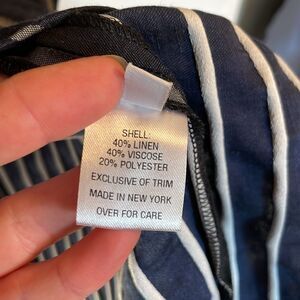 SHELL:
40% LINEN
40% VISCOSE
20% POLYESTER
EXCLUSIVE OF TRIM
MADE IN NEW YORK
OVER FOR CARE